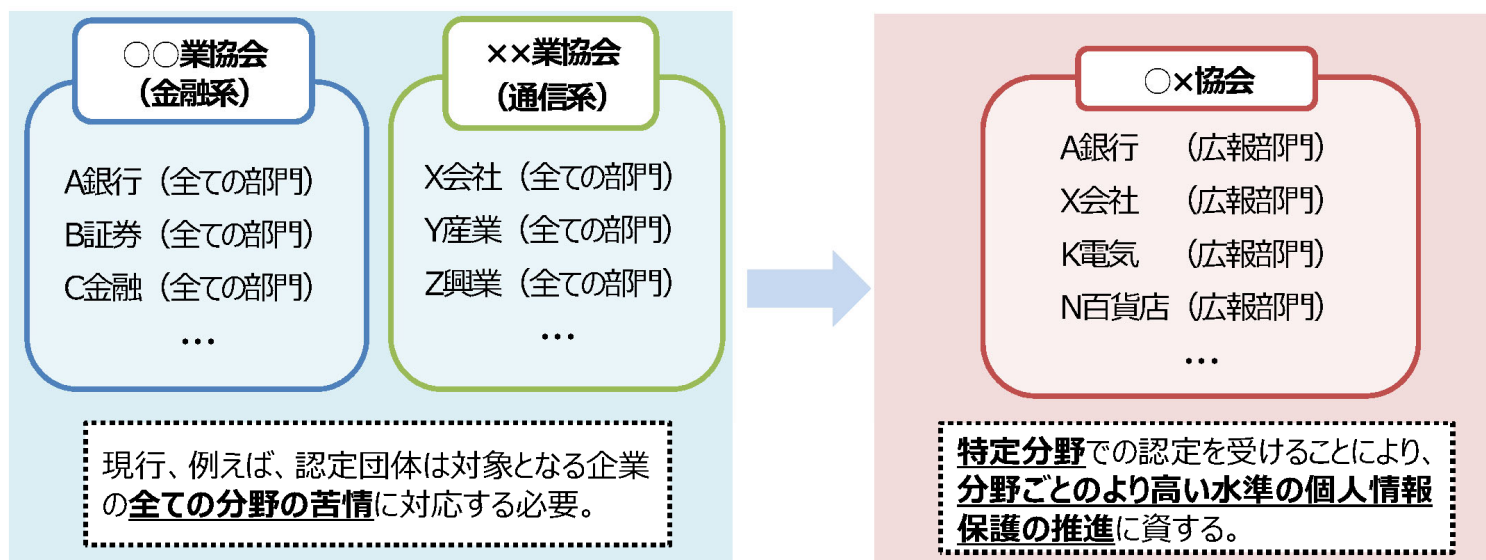 ○○業協会
(金融系)
A銀行 (全ての部門)
B証券 (全ての部門)
C金融 (全ての部門)
…
××業協会
(通信系)
X会社 (全ての部門)
Y産業 (全ての部門)
Z興業 (全ての部門)
…
現行、例えば、認定団体は対象となる企業
の全ての分野の苦情に対応する必要。
○×協会
A銀行 (広報部門)
X会社 (広報部門)
K電気 (広報部門)
N百貨店 (広報部門)
…
特定分野での認定を受けることにより、
分野ごとのより高い水準の個人情報
保護の推進に資する。